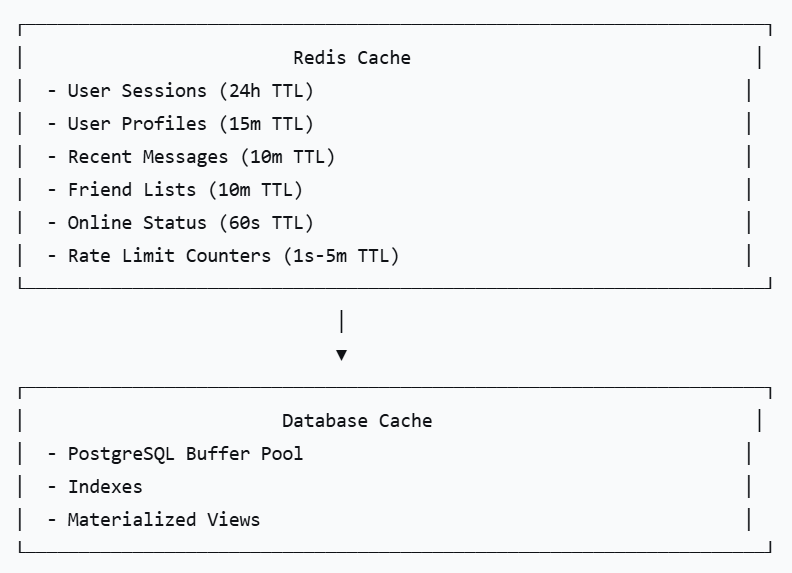 Redis Cache
- User Sessions (24h TTL)
- User Profiles (15m TTL)
- Recent Messages (10m TTL)
- Friend Lists (10m TTL)
- Online Status (60s TTL)
- Rate Limit Counters (1s-5m TTL)
Database Cache
- PostgreSQL Buffer Pool
- Indexes
- Materialized Views